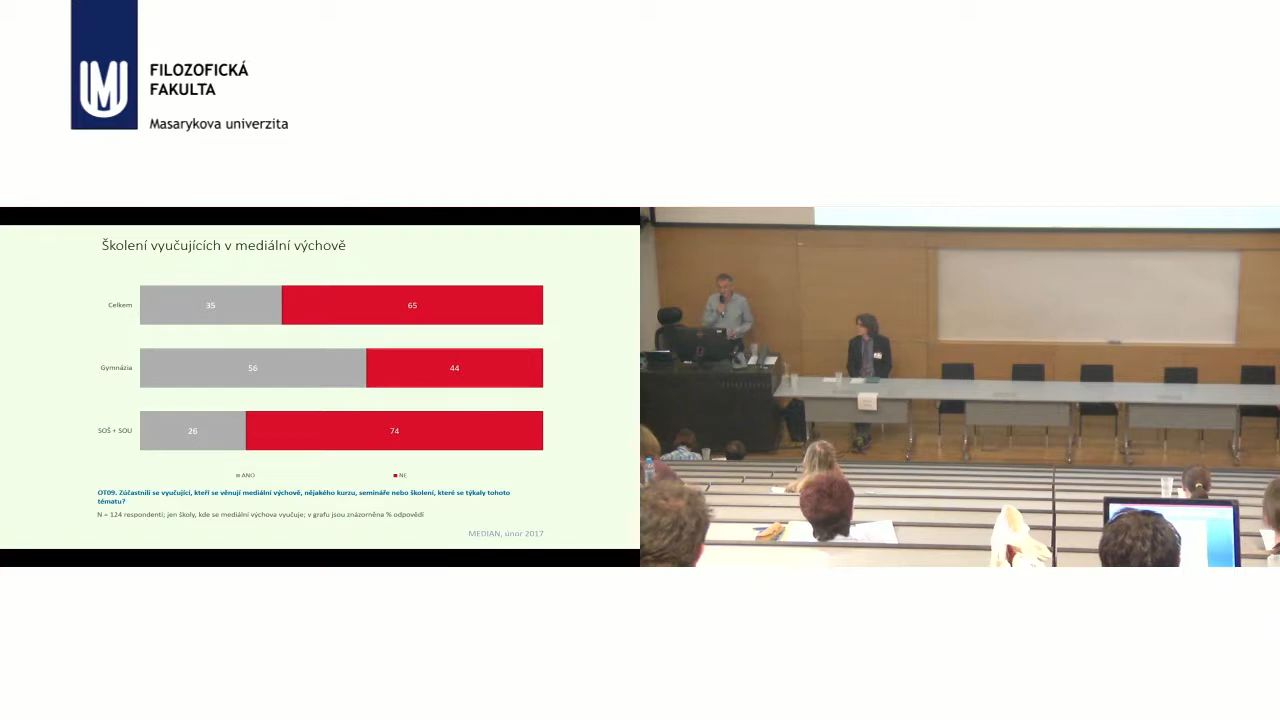 FILOZOFICKÁ
FAKULTA
Masarykova univerzita
Školení vyučujících v mediální výchově
Celkem 35 65
Gymnázia 56 44
SOŠ + SOU 26 74
ANO NE
OT09. Zúčastnili se vyučující, kteří se věnují mediální výchově, nějakého kurzu, semináře nebo školení, které se týkaly tohoto
tématu?
N = 124 respondentů; jen školy, kde se mediální výchova vyučuje; v grafu jsou znázorněna % odpovědí
MEDIAN, únor 2017